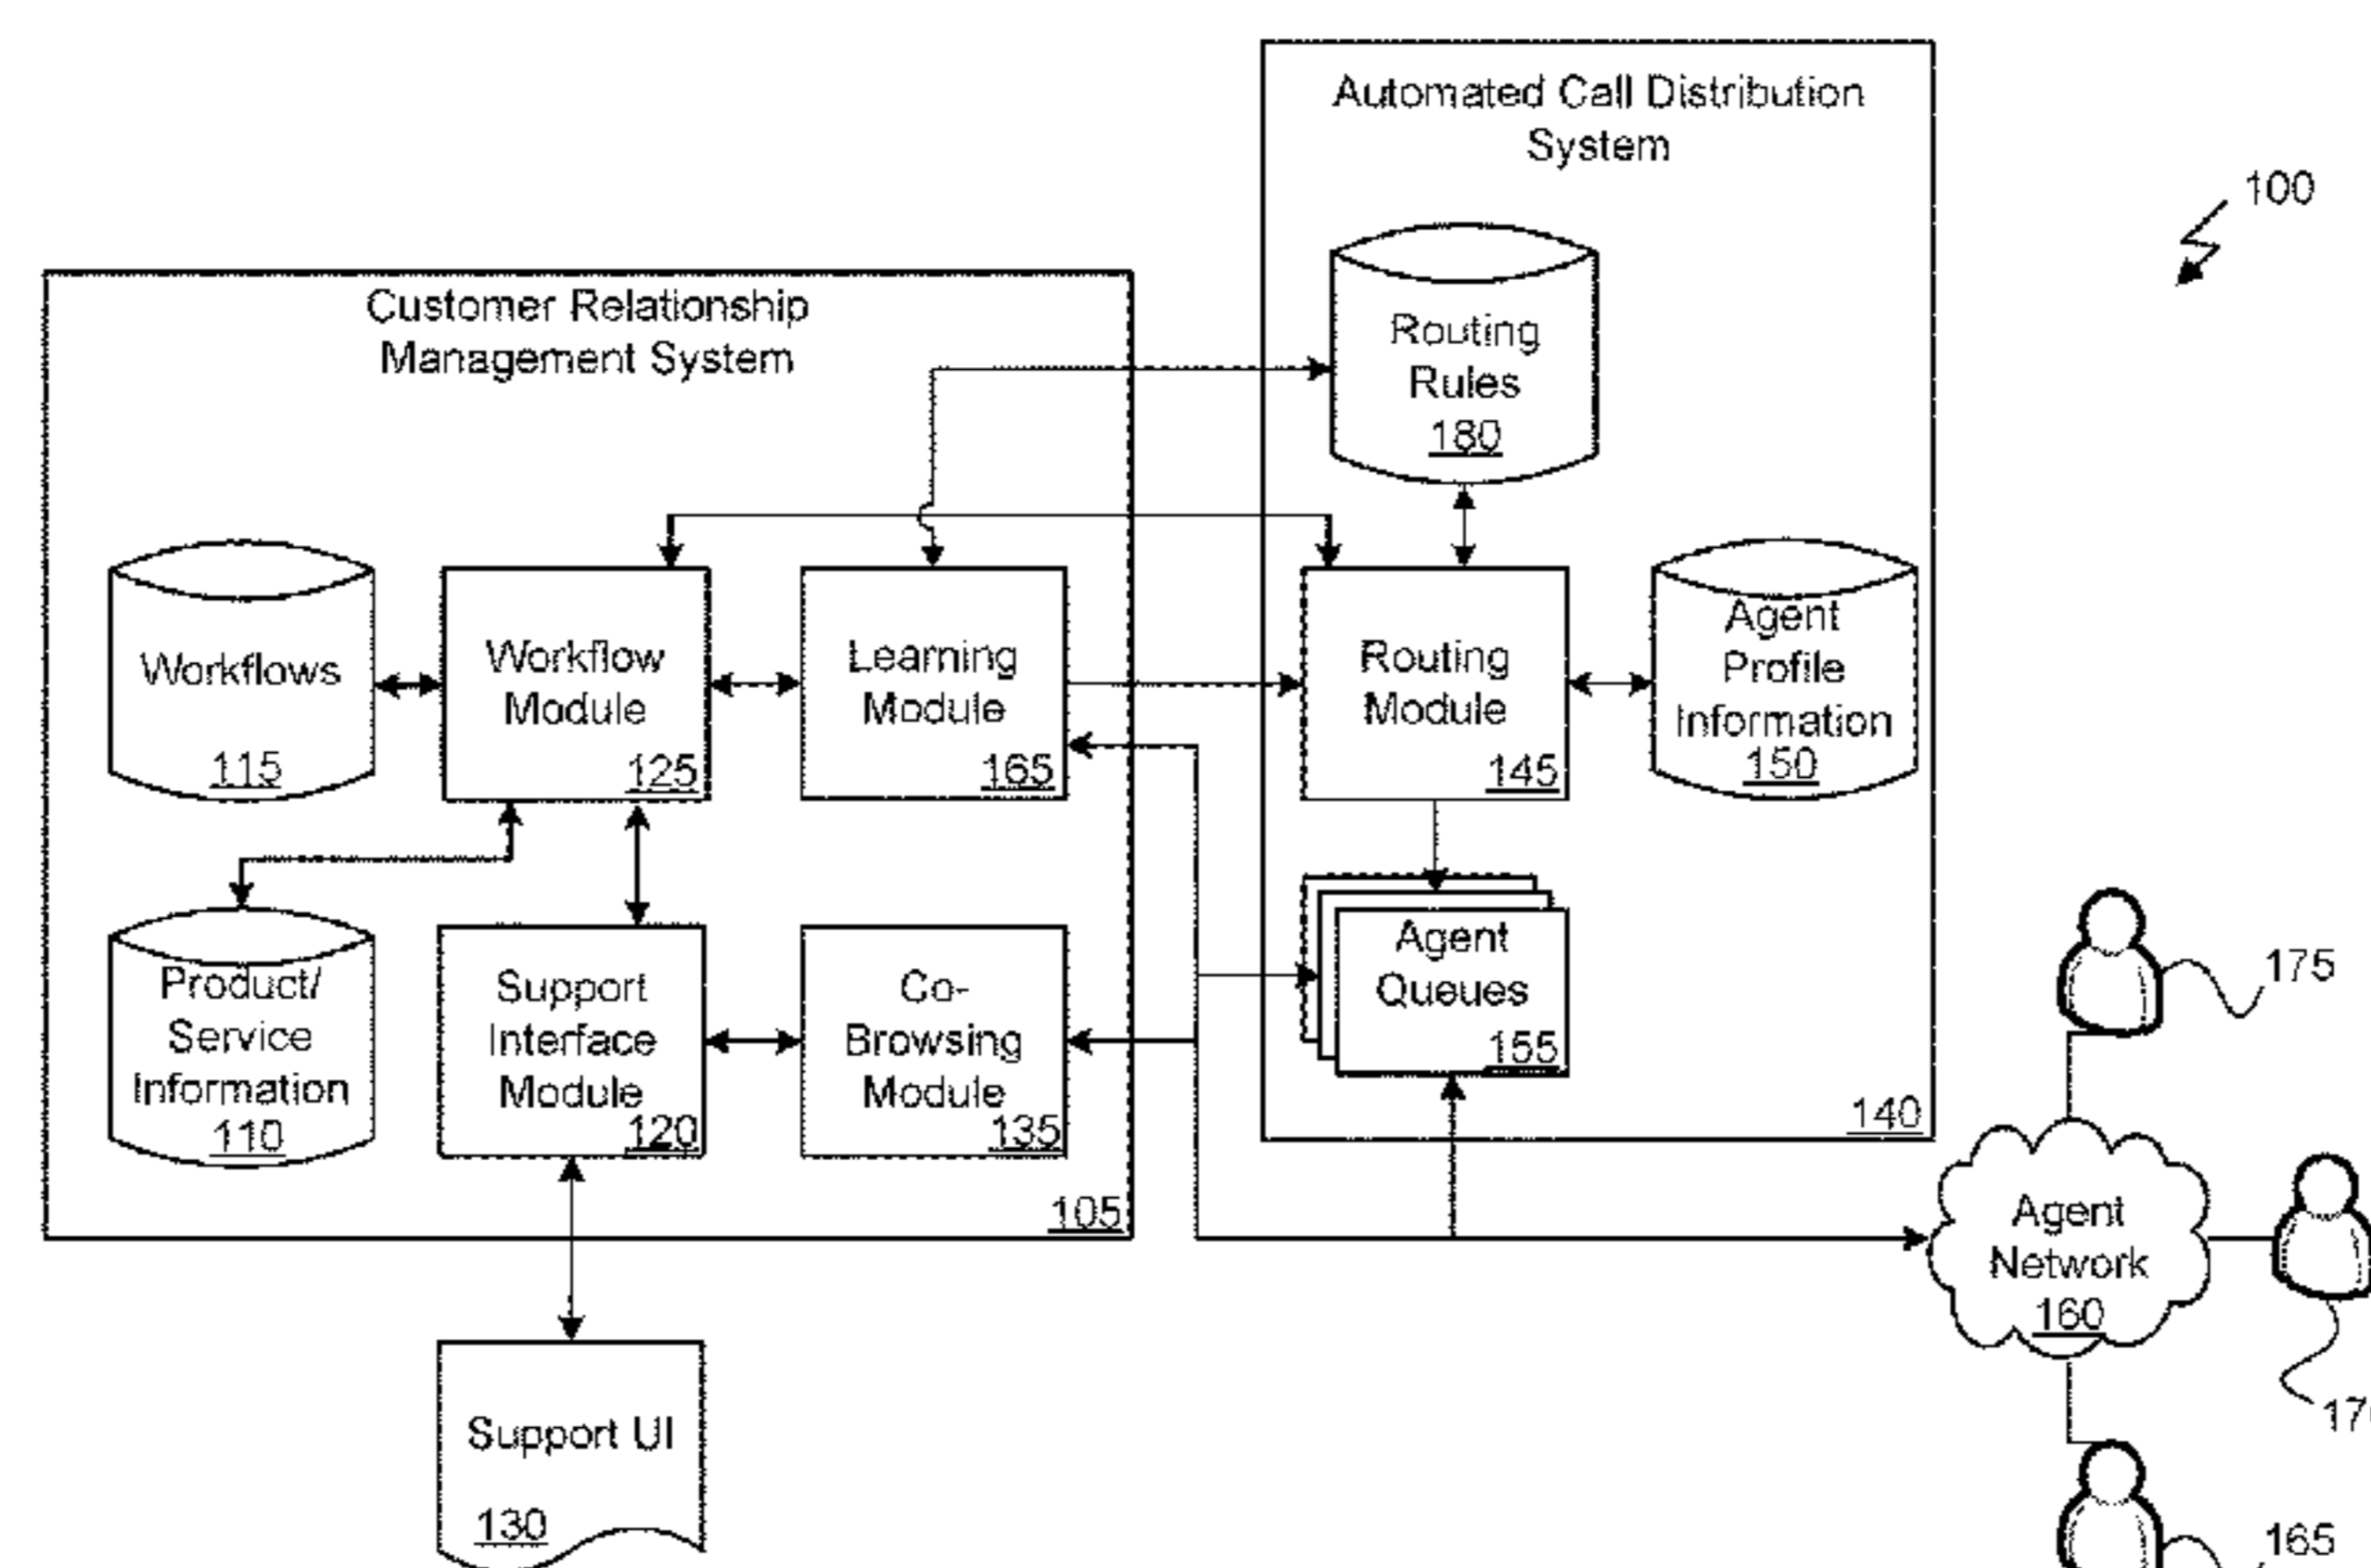 Automated Call Distribution
System
100
Customer Relationship
Management System
Routing
Rules
180
Workflows
115
Workflow
Module
125
Learning
Module
165
Routing
Module
145
Agent
Profile
Information
150
Product/
Service
Information
110
Support
Interface
Module
120
Co-
Browsing
Module
135
Agent
Queues
155
175
140
105
Agent
Network
160
Support UI
130
165